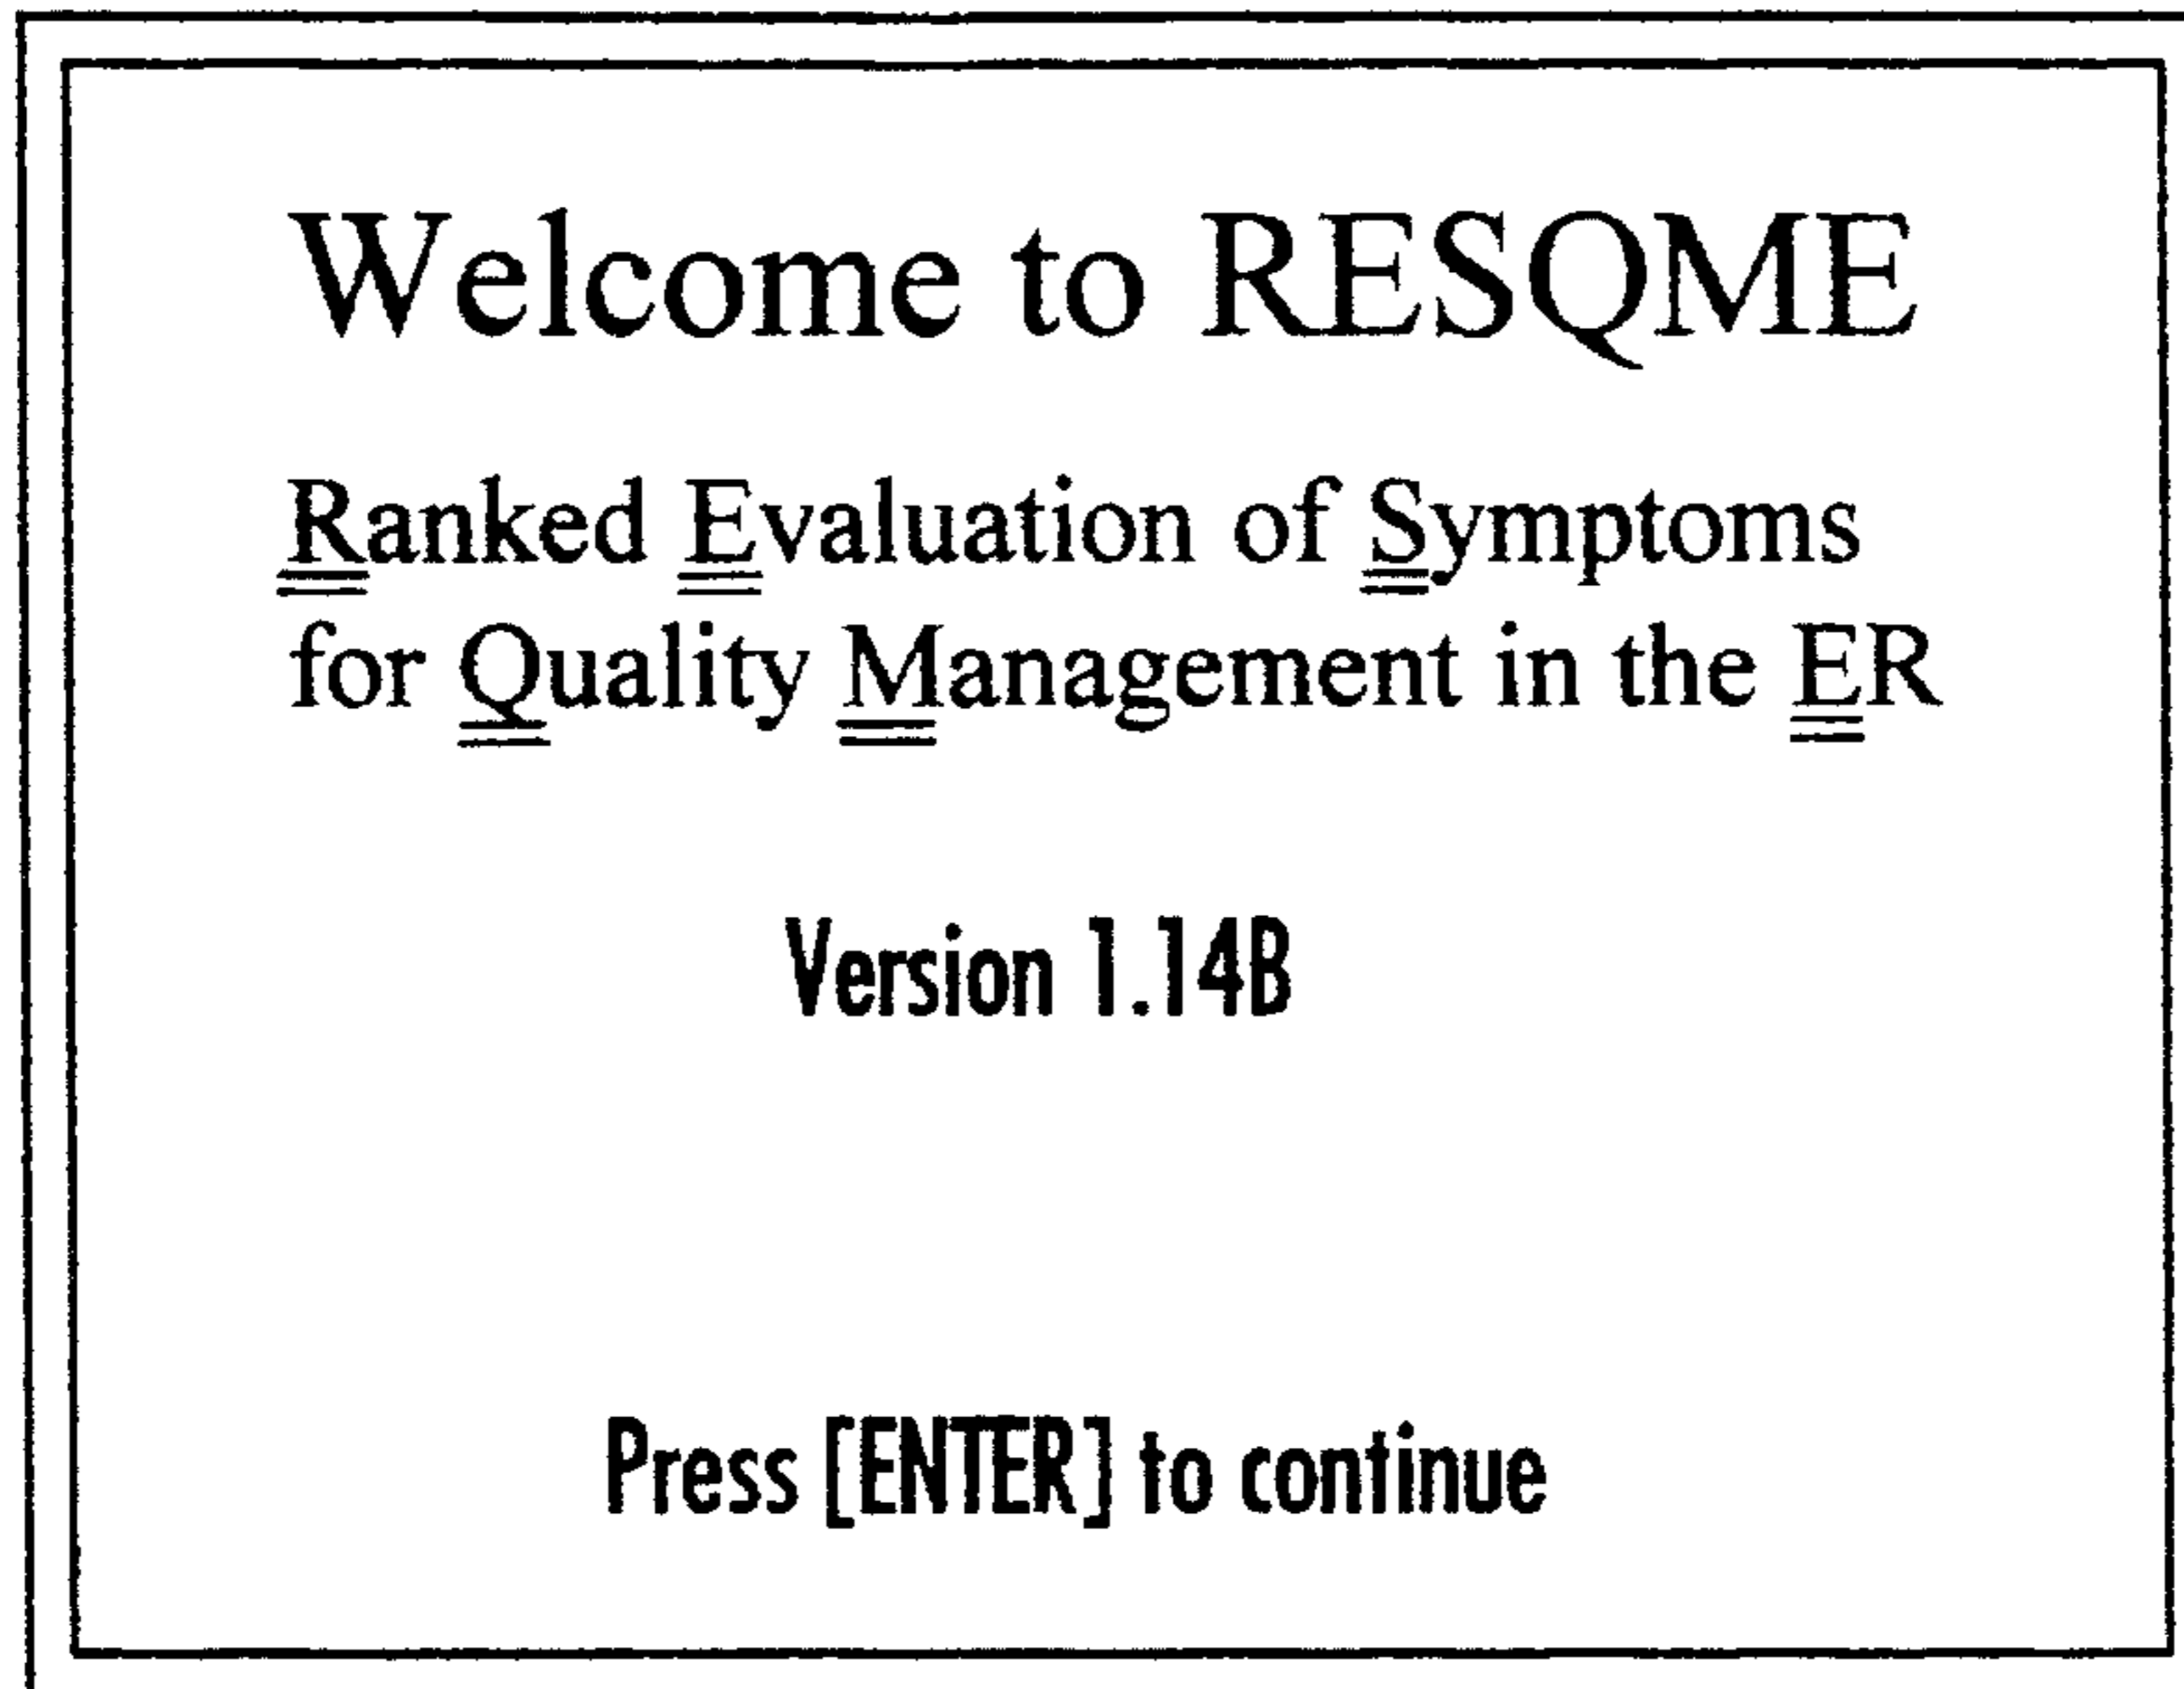 Welcome to RESQME
Ranked Evaluation of Symptoms
for Quality Management in the ER
Version 1.14B
Press [ENTER] to continue